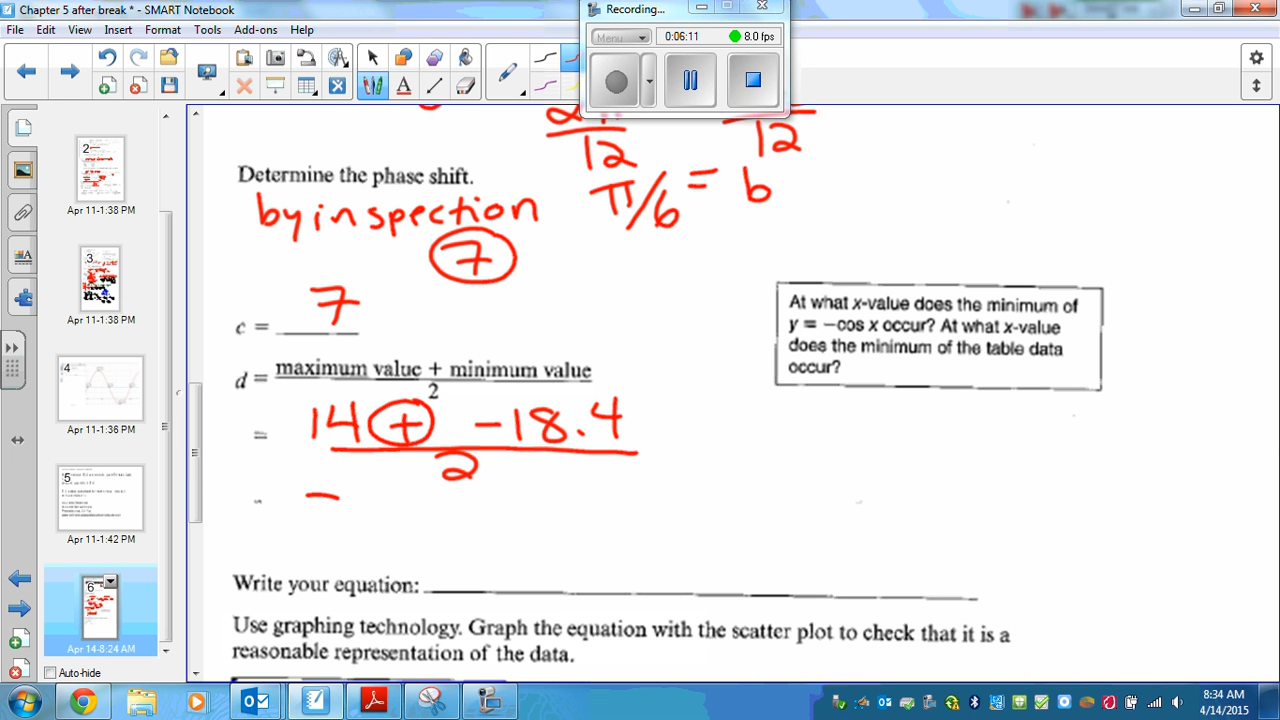 Chapter 5 after break * - SMART Notebook
Recording...
File Edit View Insert Format Tools Add-ons Help
Menu
0:06:11
8.0 fps
12
12
Determine the phase shift.
π/6 = b
by inspection
7
7
c =
At what x-value does the minimum of
y = −cos x occur? At what x-value
does the minimum of the table data
occur?
d = maximum value + minimum value
2
= 14 + -18.4
2
= -
Write your equation:
Use graphing technology. Graph the equation with the scatter plot to check that it is a
reasonable representation of the data.
2
Apr 11-1:38 PM
3
Apr 11-1:38 PM
4
Apr 11-1:36 PM
5
Apr 11-1:42 PM
6
Apr 14-8:24 AM
Auto-hide
8:34 AM
4/14/2015